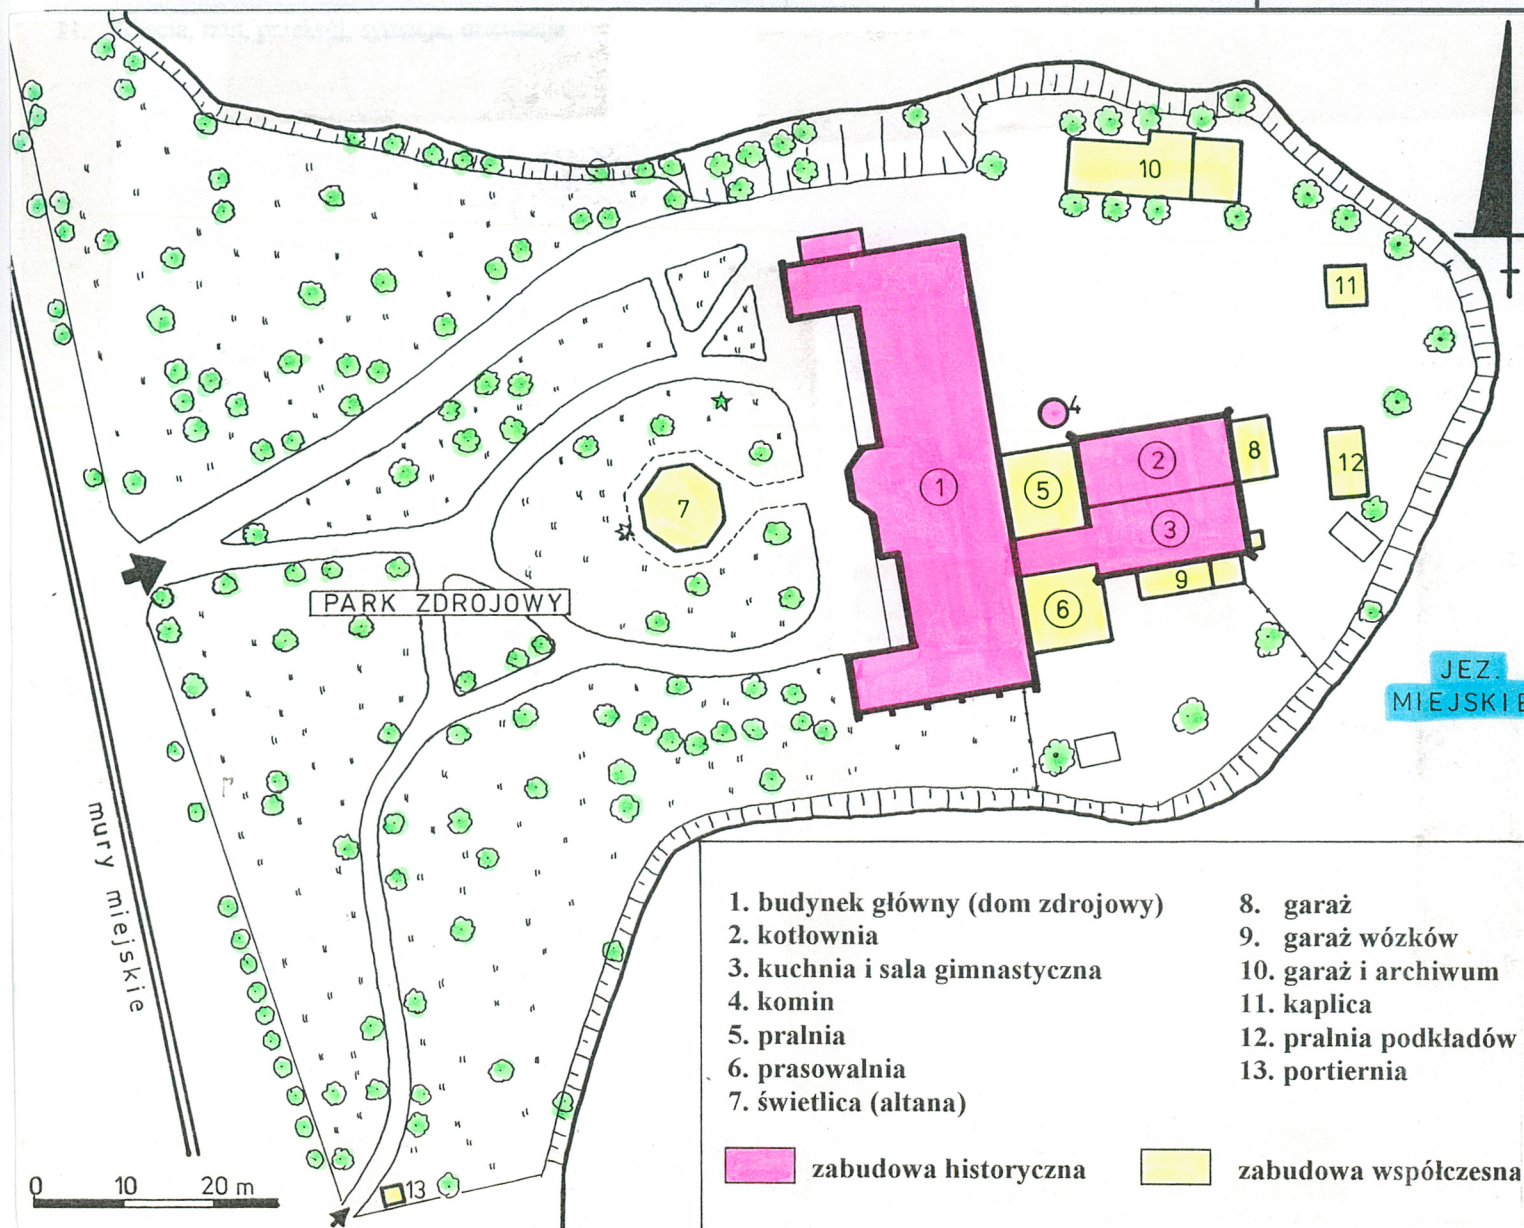 10
11
4
2
8
1
5
12
7
3
PARK ZDROJOWY
9
6
JEZ.
MIEJSKIE
mury miejskie
1. budynek główny (dom zdrojowy)
2. kotłownia
3. kuchnia i sala gimnastyczna
4. komin
5. pralnia
6. prasowalnia
7. świetlica (altana)
8. garaż
9. garaż wózków
10. garaż i archiwum
11. kaplica
12. pralnia podkładów
13. portiernia
zabudowa historyczna
zabudowa współczesna
0 10 20 m
13